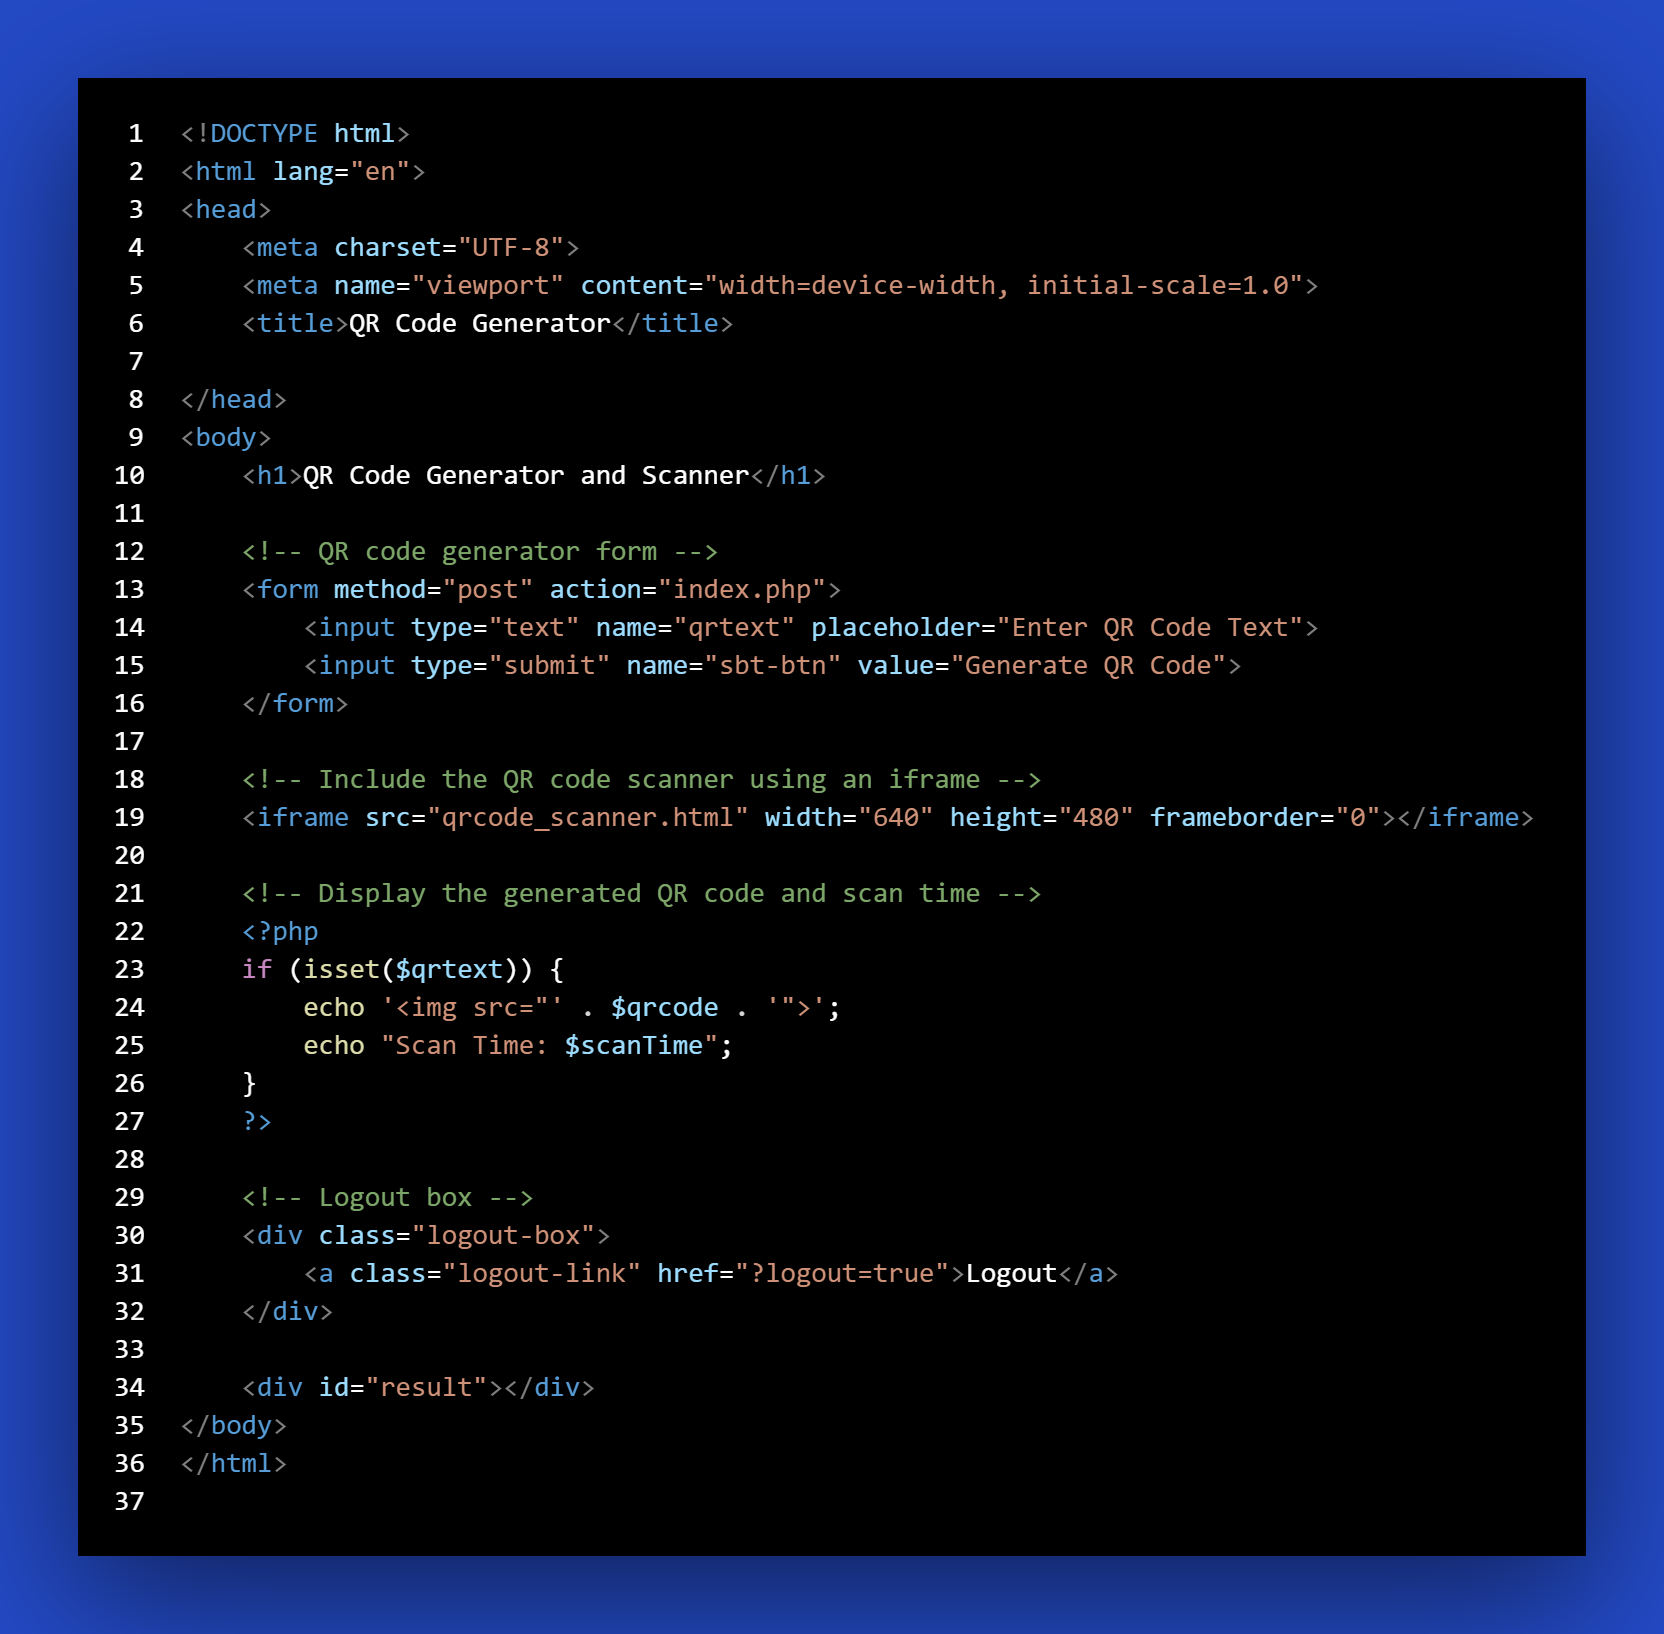 1 <!DOCTYPE html>
2 <html lang="en">
3 <head>
4     <meta charset="UTF-8">
5     <meta name="viewport" content="width=device-width, initial-scale=1.0">
6     <title>QR Code Generator</title>
7
8 </head>
9 <body>
10     <h1>QR Code Generator and Scanner</h1>
11
12     <!-- QR code generator form -->
13     <form method="post" action="index.php">
14         <input type="text" name="qrtext" placeholder="Enter QR Code Text">
15         <input type="submit" name="sbt-btn" value="Generate QR Code">
16     </form>
17
18     <!-- Include the QR code scanner using an iframe -->
19     <iframe src="qrcode_scanner.html" width="640" height="480" frameborder="0"></iframe>
20
21     <!-- Display the generated QR code and scan time -->
22     <?php
23     if (isset($qrtext)) {
24         echo '<img src="' . $qrcode . '">';
25         echo "Scan Time: $scanTime";
26     }
27     ?>
28
29     <!-- Logout box -->
30     <div class="logout-box">
31         <a class="logout-link" href="?logout=true">Logout</a>
32     </div>
33
34     <div id="result"></div>
35 </body>
36 </html>
37